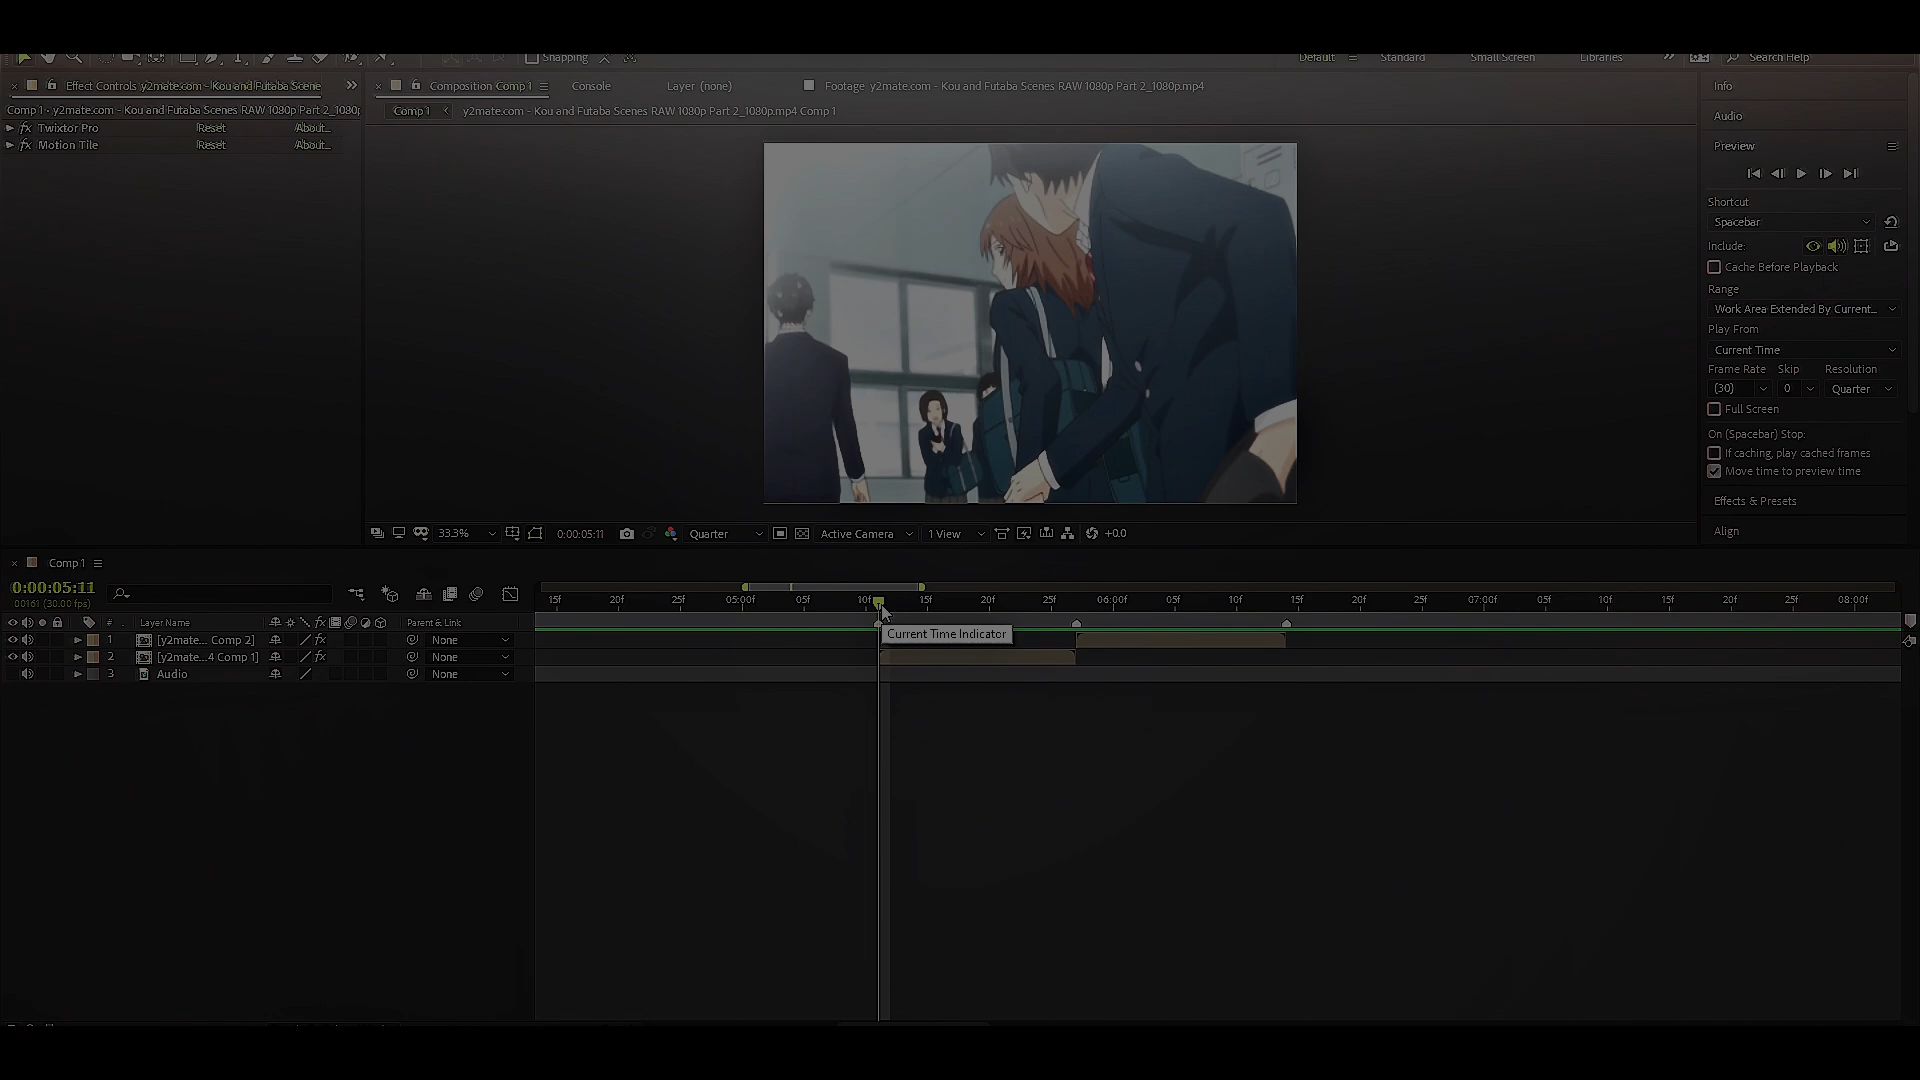 Snapping
Default
Standard
Small Screen
Libraries
Search Help
Effect Controls y2mate.com - Kou and Futaba Scene
Composition Comp 1
Console
Layer (none)
Footage y2mate.com - Kou and Futaba Scenes RAW 1080p Part 2_1080p.mp4
Info
Comp 1 • y2mate.com - Kou and Futaba Scenes RAW 1080p Part 2_1080p
Comp 1
y2mate.com - Kou and Futaba Scenes RAW 1080p Part 2_1080p.mp4 Comp 1
Audio
fx Twixtor Pro Reset About...
fx Motion Tile Reset About...
Preview
Shortcut
Spacebar
Include:
Cache Before Playback
Range
Work Area Extended By Current...
Play From
Current Time
Frame Rate Skip Resolution
(30) 0 Quarter
Full Screen
On (Spacebar) Stop:
If caching, play cached frames
Move time to preview time
Effects & Presets
Align
33.3% 0:00:05:11 Quarter Active Camera 1 View +0.0
Comp 1
0:00:05:11
00161 (30.00 fps)
15f 20f 25f 05:00f 05f 10f 15f 20f 25f 06:00f 05f 10f 15f 20f 25f 07:00f 05f 10f 15f 20f 25f 08:00f
# Layer Name fx Parent & Link
1 [y2mate... Comp 2] fx None
Current Time Indicator
2 [y2mate...4 Comp 1] fx None
3 Audio None